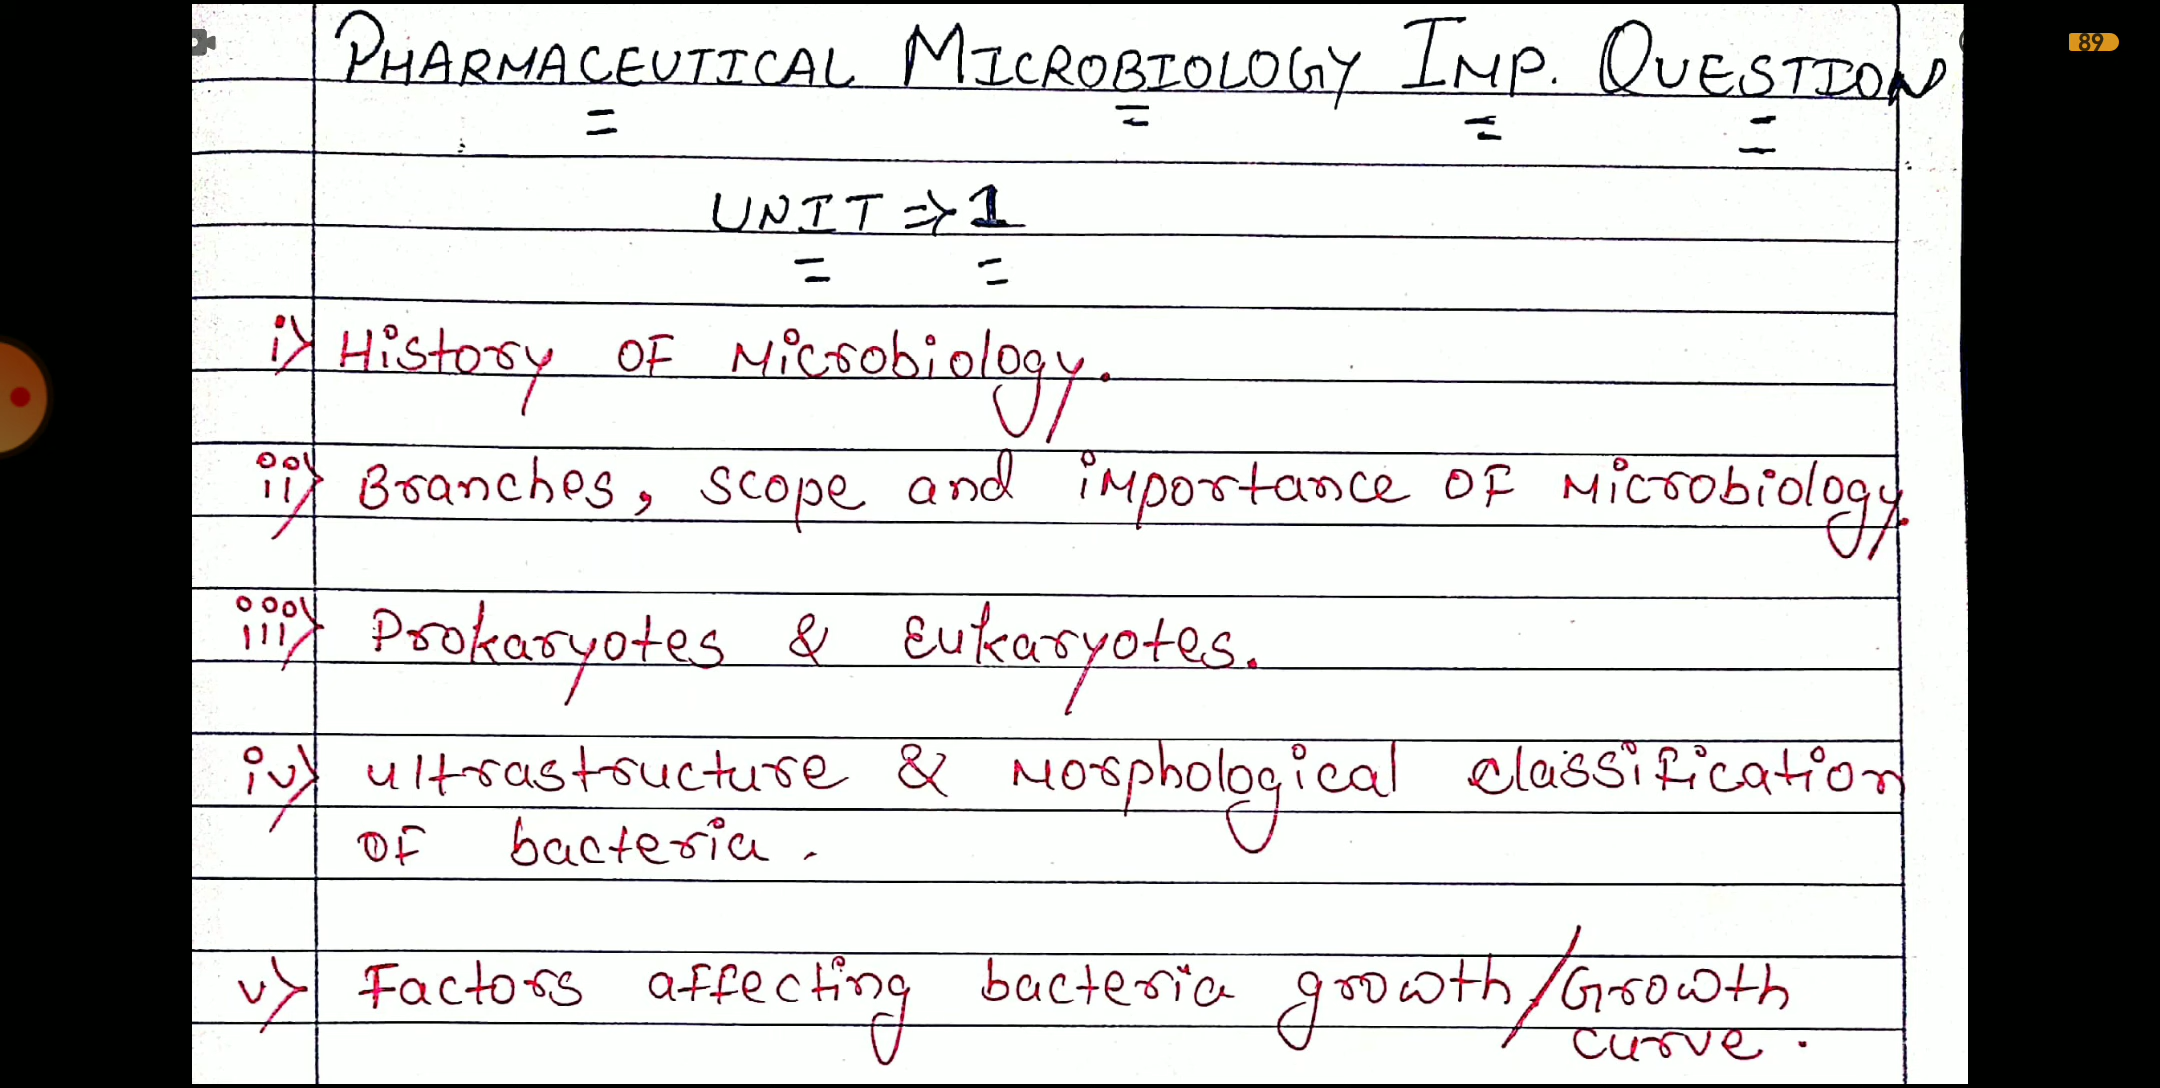 PHARMACEUTICAL MICROBIOLOGY IMP. QUESTION
UNIT ⇒ 1
i) History OF Microbiology.
ii) Branches, scope and importance OF Microbiology.
iii) Prokaryotes & Eukaryotes.
iv) ultrastructure & Morphological classification
OF bacteria.
v) Factors affecting bacteria growth/Growth
curve.
89